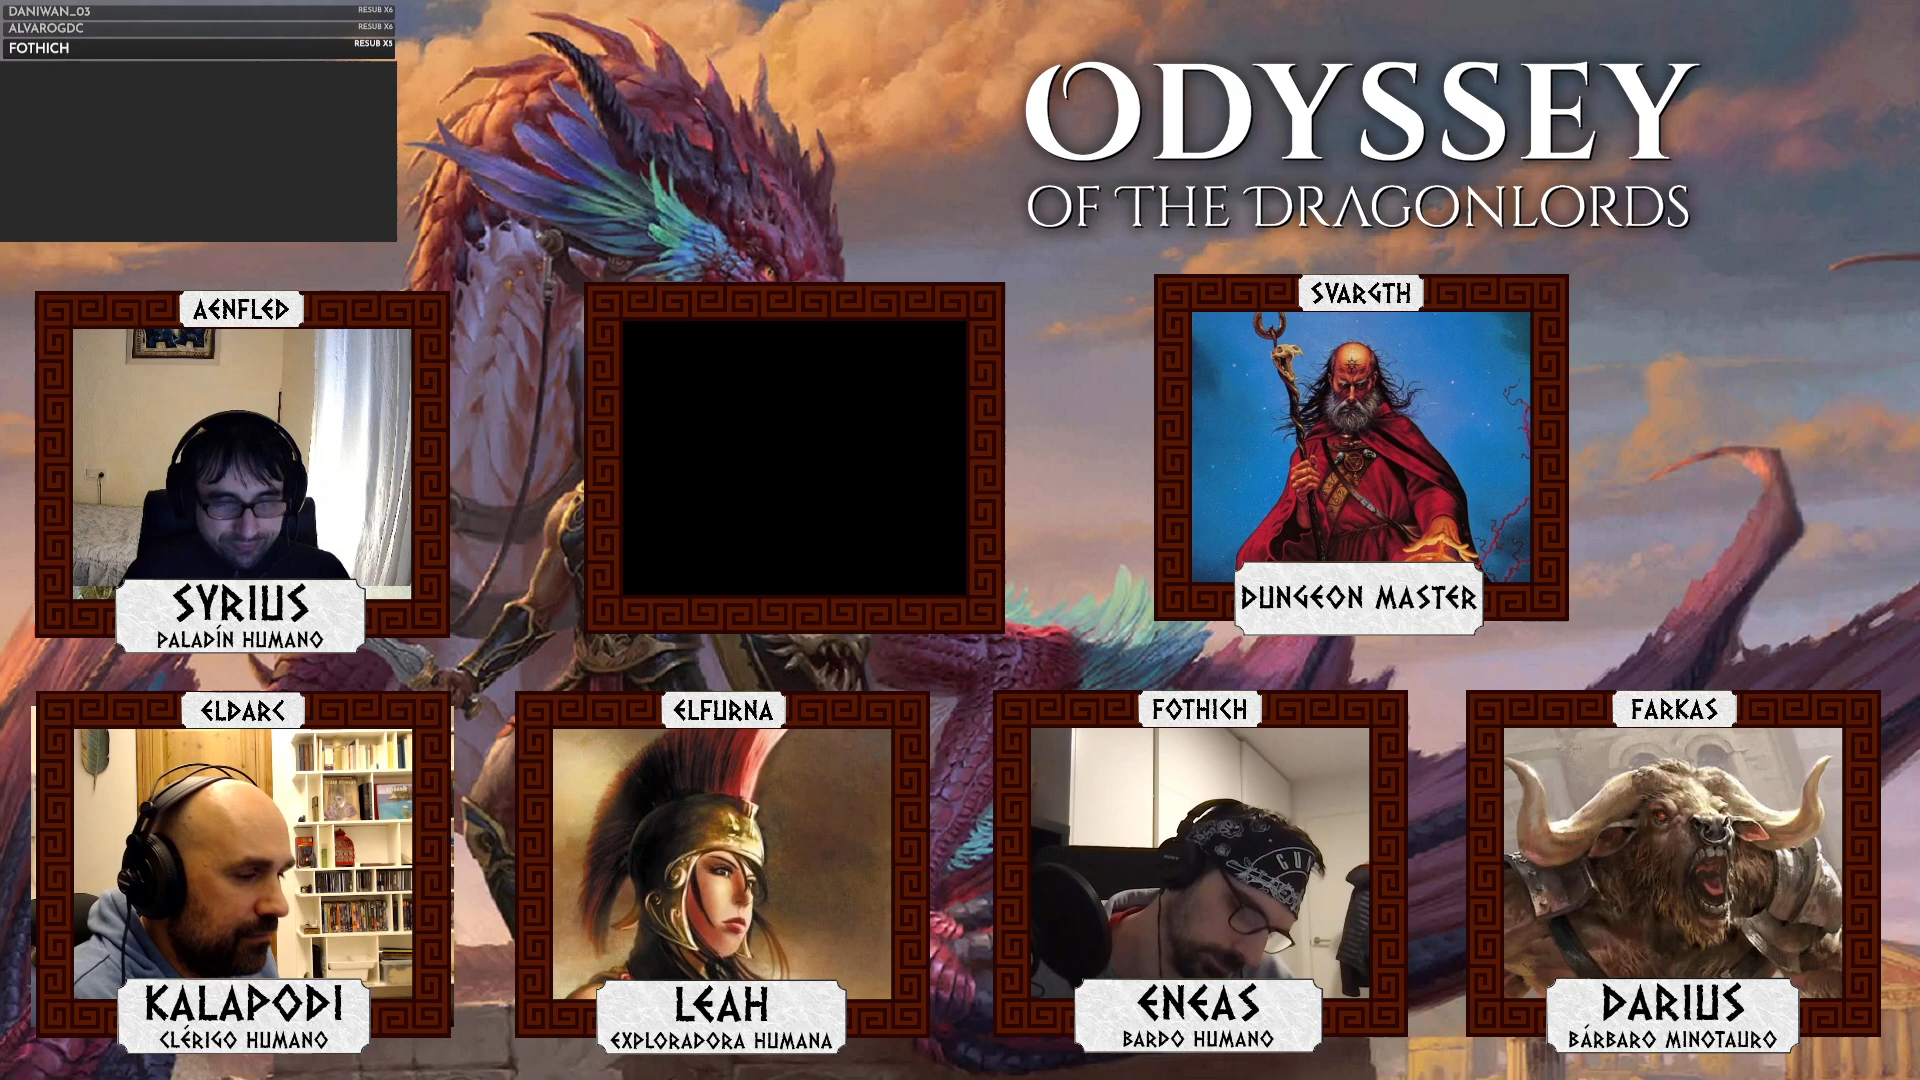 DANIWAN_03 RESUB X6
ALVAROGDC RESUB X6
FOTHICH RESUB X5
ODYSSEY
OF THE DRAGONLORDS
AENFLED
SYRIUS
PALADÍN HUMANO
SVARGTH
DUNGEON MASTER
ELDARC
KALAPODI
CLÉRIGO HUMANO
ELFURNA
LEAH
EXPLORADORA HUMANA
FOTHICH
ENEAS
BARDO HUMANO
FARKAS
DARIUS
BÁRBARO MINOTAURO